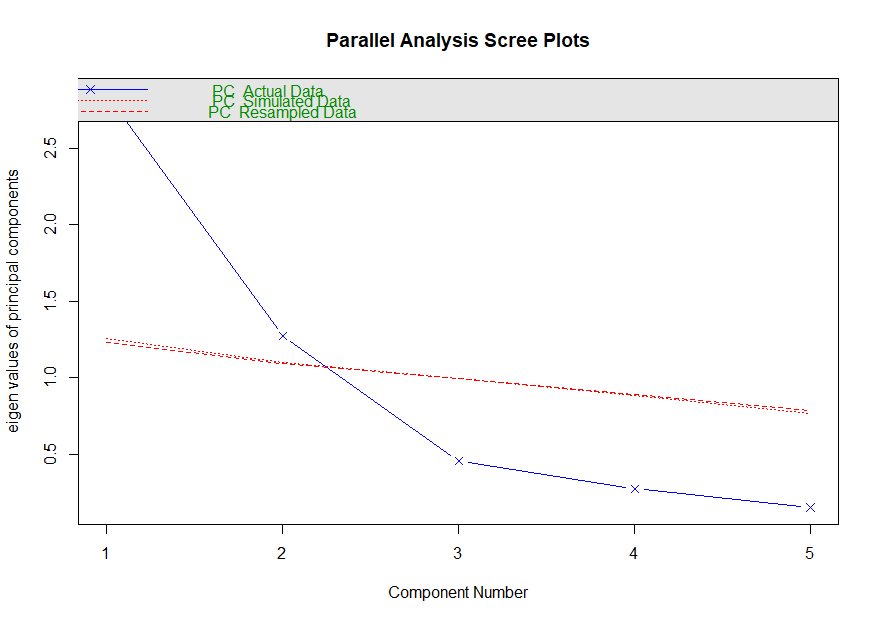 Parallel Analysis Scree Plots
PC  Actual Data
PC  Simulated Data
PC  Resampled Data
eigen values of principal components
2.5
2.0
1.5
1.0
0.5
1 2 3 4 5
Component Number